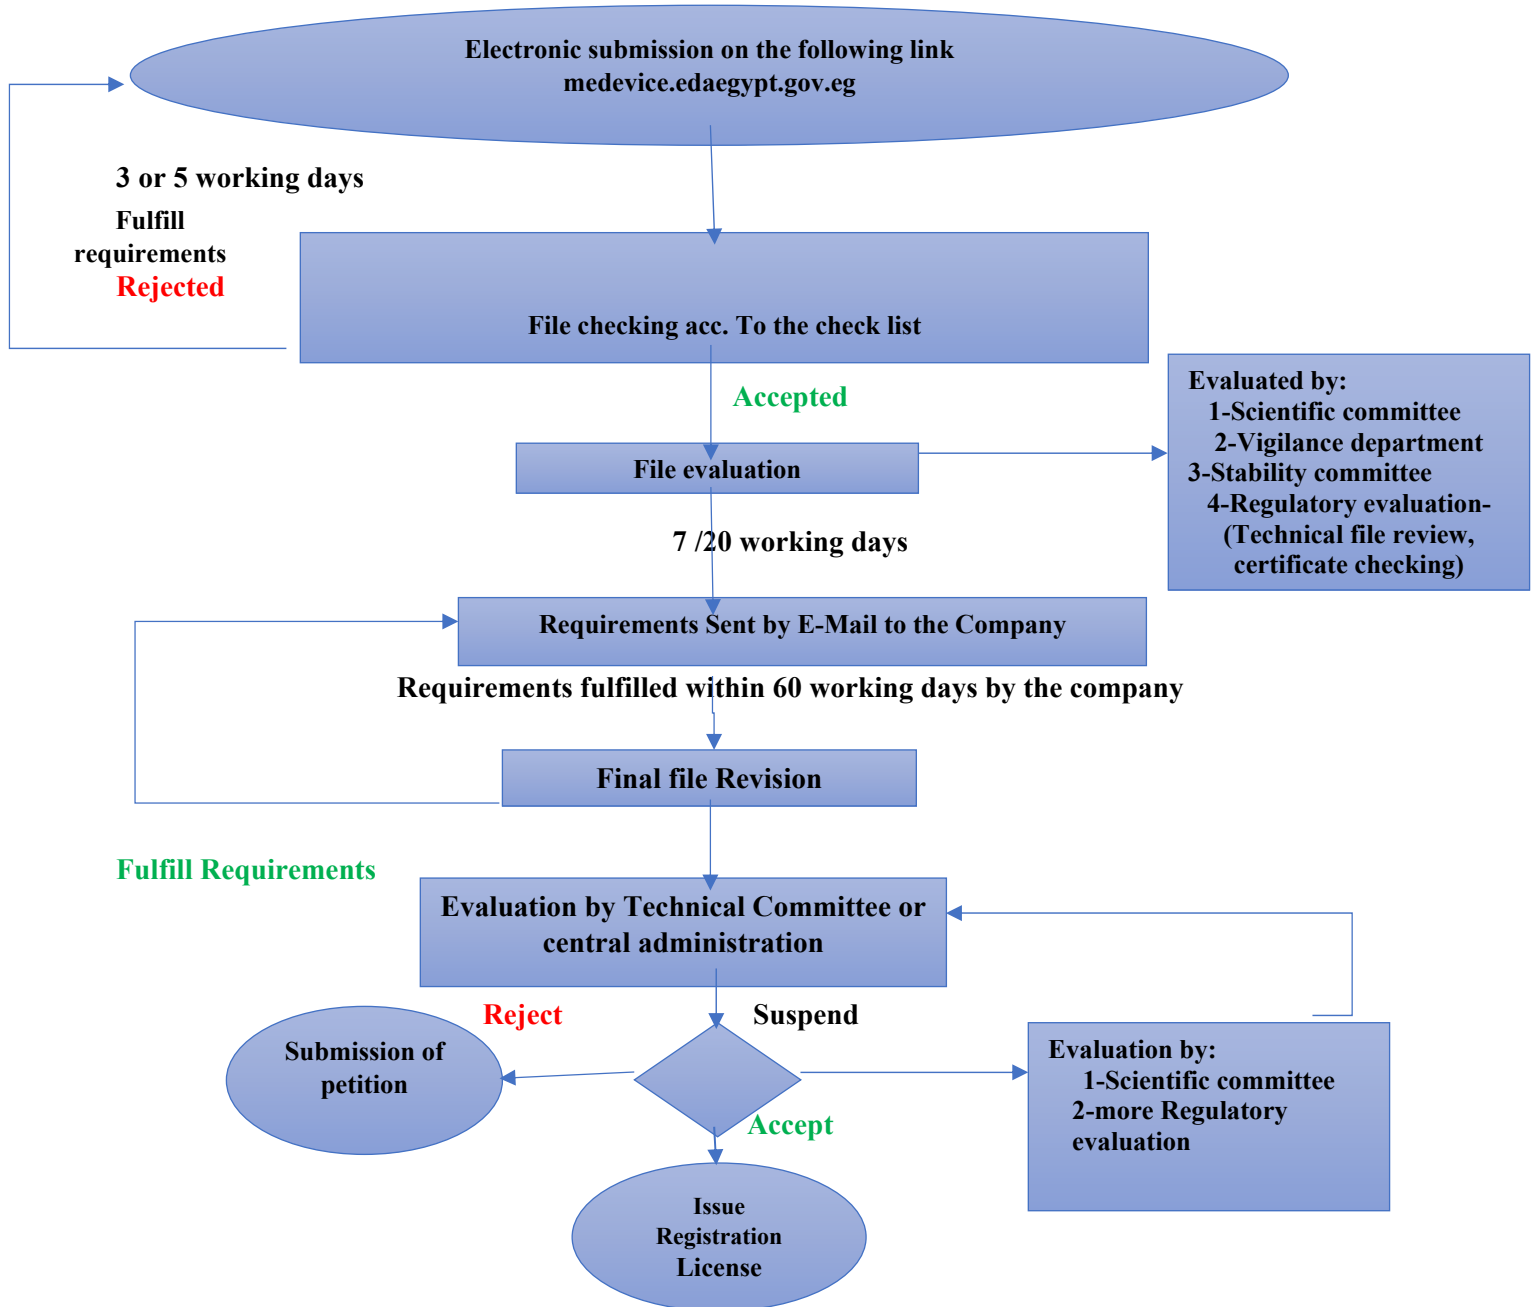 Electronic submission on the following link
medevice.edaegypt.gov.eg
3 or 5 working days
Fulfill
requirements
Rejected
File checking acc. To the check list
Accepted
Evaluated by:
1-Scientific committee
2-Vigilance department
3-Stability committee
4-Regulatory evaluation-
(Technical file review,
certificate checking)
File evaluation
7 /20 working days
Requirements Sent by E-Mail to the Company
Requirements fulfilled within 60 working days by the company
Final file Revision
Fulfill Requirements
Evaluation by Technical Committee or
central administration
Reject
Suspend
Submission of
petition
Evaluation by:
1-Scientific committee
2-more Regulatory
evaluation
Accept
Issue
Registration
License